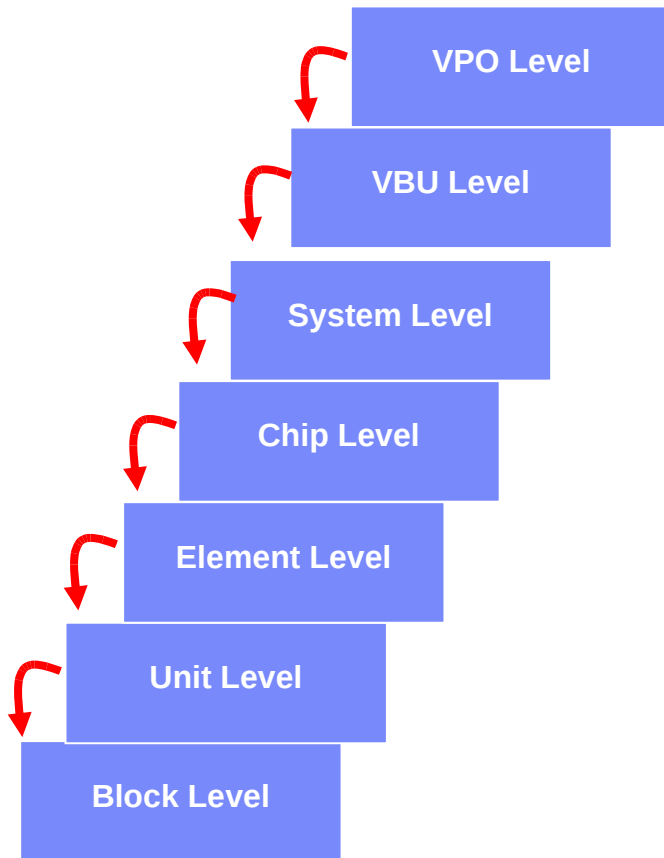 VPO Level
VBU Level
System Level
Chip Level
Element Level
Unit Level
Block Level